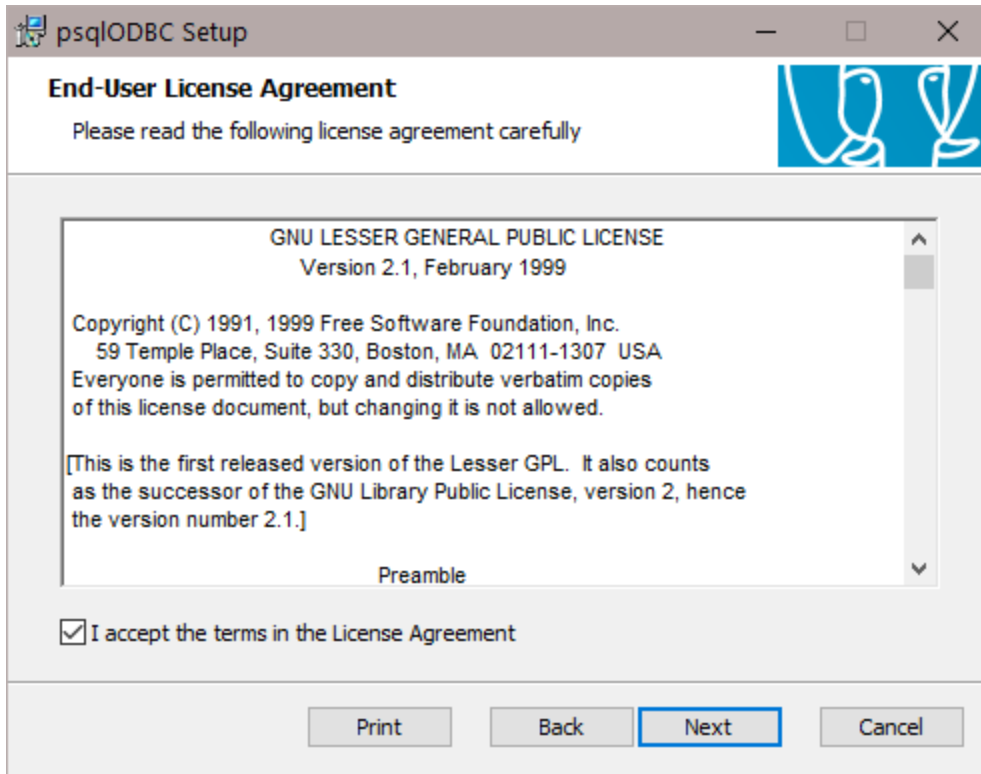 psqlODBC Setup
End-User License Agreement
Please read the following license agreement carefully
GNU LESSER GENERAL PUBLIC LICENSE
Version 2.1, February 1999
Copyright (C) 1991, 1999 Free Software Foundation, Inc.
59 Temple Place, Suite 330, Boston, MA  02111-1307  USA
Everyone is permitted to copy and distribute verbatim copies
of this license document, but changing it is not allowed.
[This is the first released version of the Lesser GPL.  It also counts
as the successor of the GNU Library Public License, version 2, hence
the version number 2.1.]
Preamble
I accept the terms in the License Agreement
Print Back Next Cancel